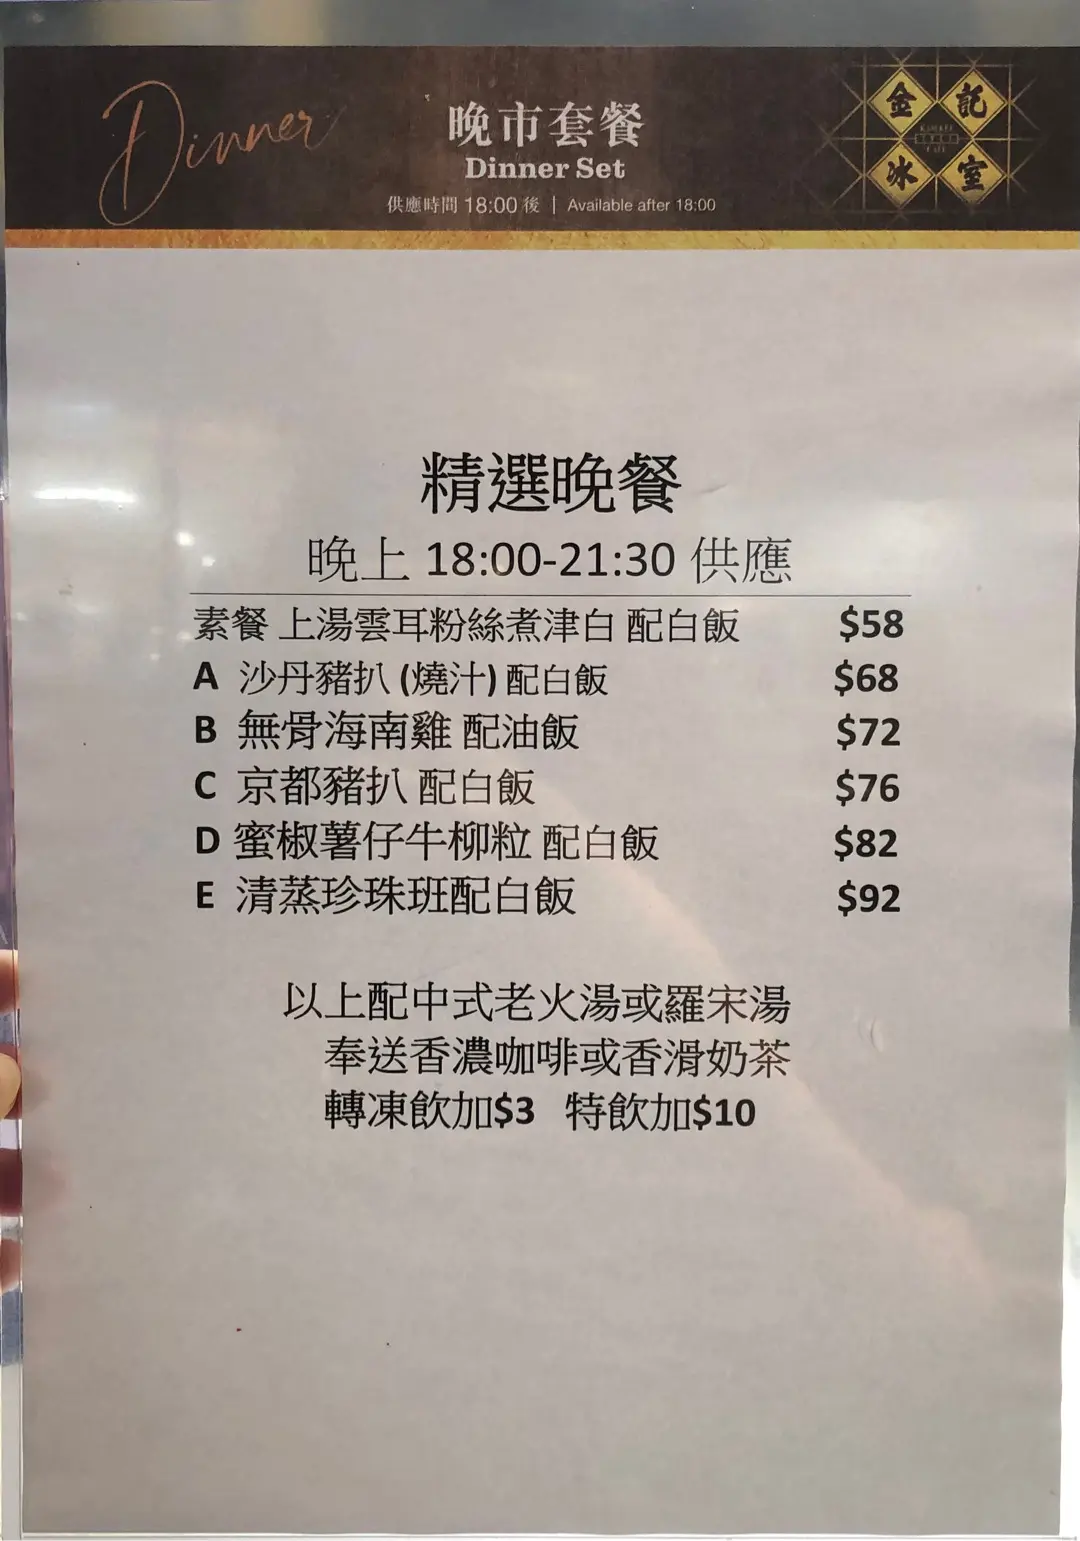 Dinner
晚市套餐
Dinner Set
供應時間 18:00 後 | Available after 18:00
金記
冰室
精選晚餐
晚上 18:00-21:30 供應
素餐 上湯雲耳粉絲煮津白 配白飯 $58
A 沙丹豬扒 (燒汁) 配白飯 $68
B 無骨海南雞 配油飯 $72
C 京都豬扒 配白飯 $76
D 蜜椒薯仔牛柳粒 配白飯 $82
E 清蒸珍珠班配白飯 $92
以上配中式老火湯或羅宋湯
奉送香濃咖啡或香滑奶茶
轉凍飲加$3 特飲加$10